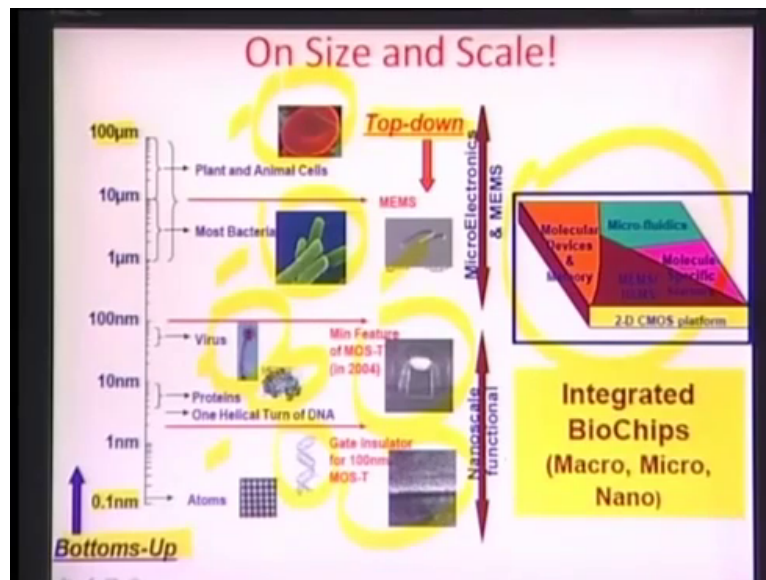 On Size and Scale!
100µm
10µm
1µm
100nm
10nm
1nm
0.1nm
Bottoms-Up
Plant and Animal Cells
Most Bacteria
Virus
Proteins
One Helical Turn of DNA
Atoms
Top-down
MEMS
Min Feature
of MOS-T
(in 2004)
Gate Insulator
for 100nm
MOS-T
MicroElectronics
& MEMS
Nanoscale
functional
Molecular
Devices
&
Memory
Micro-fluidics
Molecule
Specific
MEMS/
2-D CMOS platform
Integrated
BioChips
(Macro, Micro,
Nano)